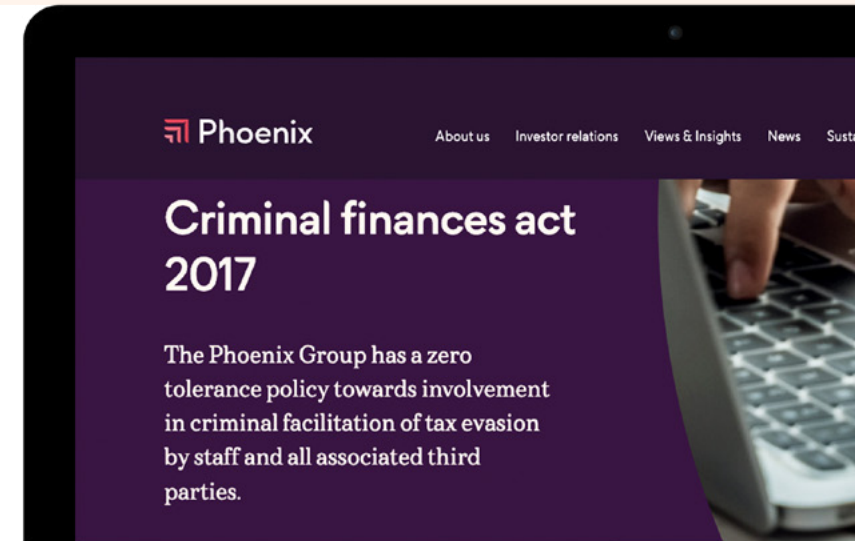 Phoenix
About us Investor relations Views & Insights News
Criminal finances act
2017
The Phoenix Group has a zero
tolerance policy towards involvement
in criminal facilitation of tax evasion
by staff and all associated third
parties.